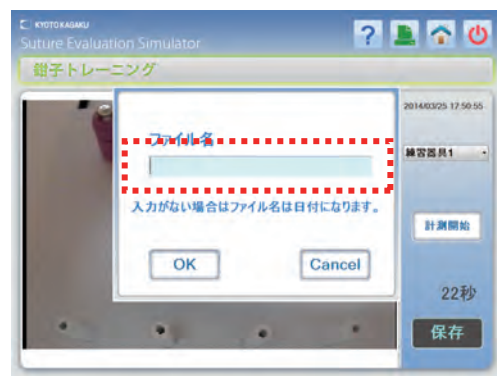 KYOTO KAGAKU
Suture Evaluation Simulator
?
鉗子トレーニング
2014/03/25 17:50:55
ファイル名
練習器具1
入力がない場合はファイル名は日付になります。
計測開始
OK
Cancel
22秒
保存